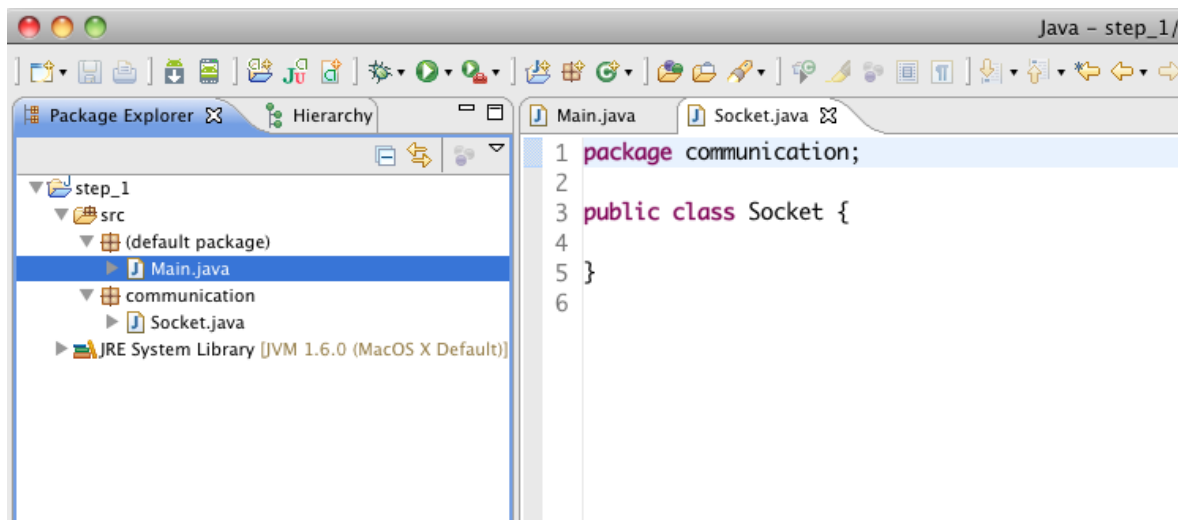 Java – step_1/
Package Explorer
Hierarchy
step_1
src
(default package)
Main.java
communication
Socket.java
JRE System Library [JVM 1.6.0 (MacOS X Default)]
Main.java
Socket.java
1 package communication;
2
3 public class Socket {
4
5 }
6